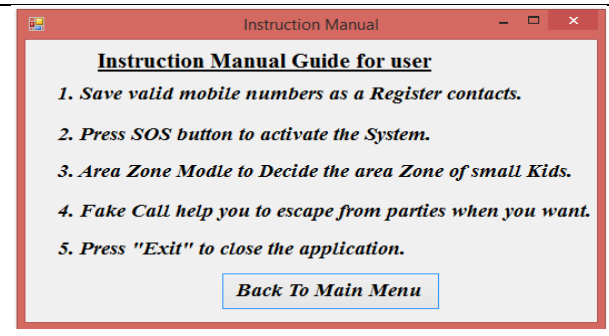 Instruction Manual
Instruction Manual Guide for user
1. Save valid mobile numbers as a Register contacts.
2. Press SOS button to activate the System.
3. Area Zone Modle to Decide the area Zone of small Kids.
4. Fake Call help you to escape from parties when you want.
5. Press "Exit" to close the application.
Back To Main Menu